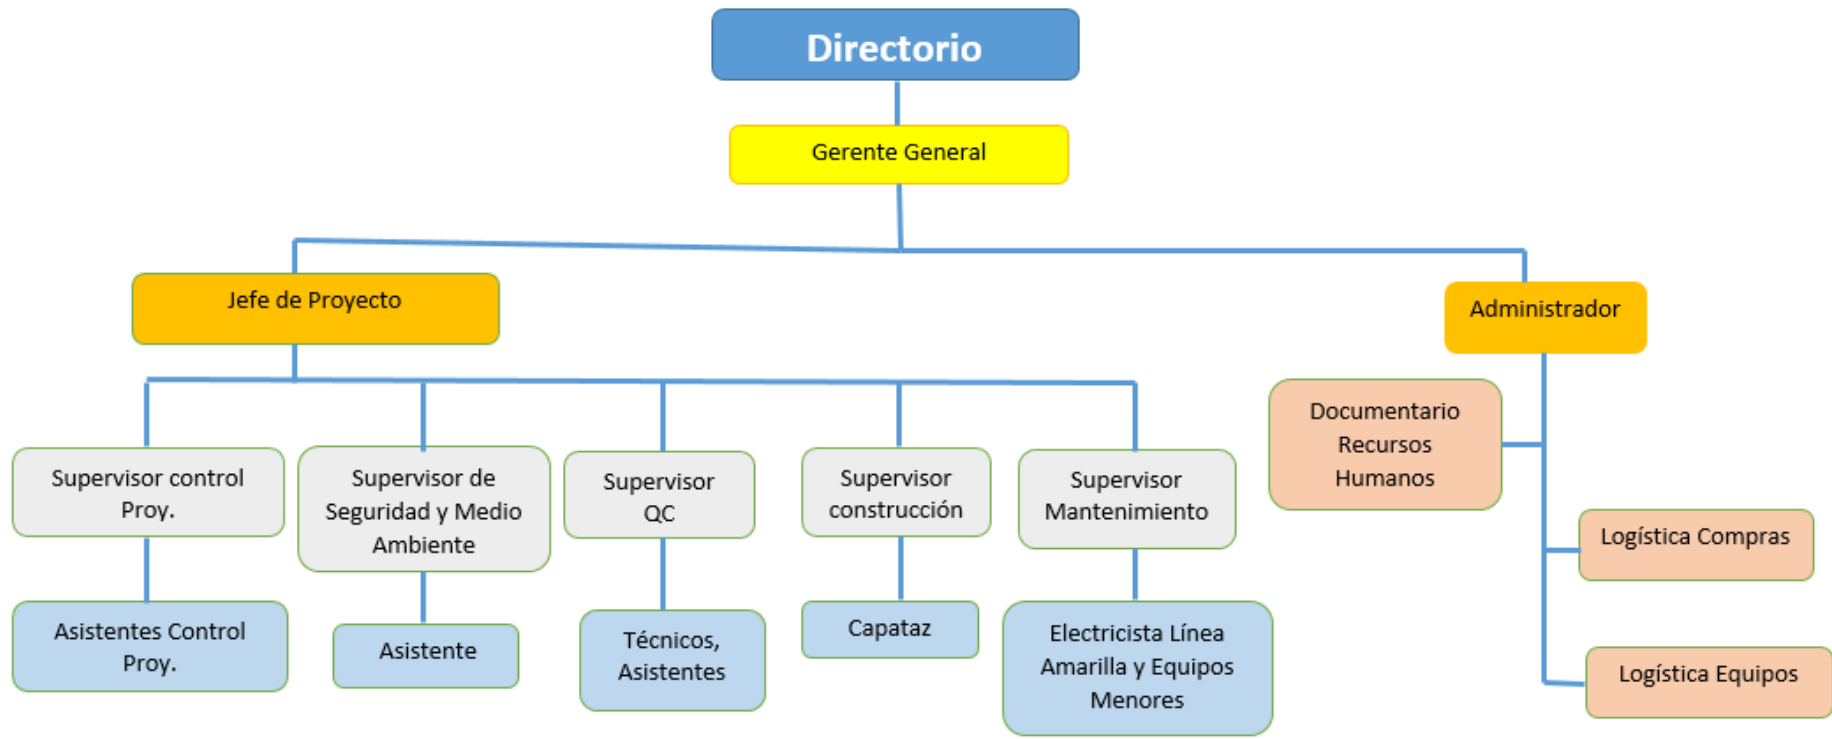 Directorio
Gerente General
Jefe de Proyecto
Administrador
Documentario
Recursos
Humanos
Supervisor control
Proy.
Supervisor de
Seguridad y Medio
Ambiente
Supervisor
QC
Supervisor
construcción
Supervisor
Mantenimiento
Logística Compras
Asistentes Control
Proy.
Asistente
Técnicos,
Asistentes
Capataz
Electricista Línea
Amarilla y Equipos
Menores
Logística Equipos